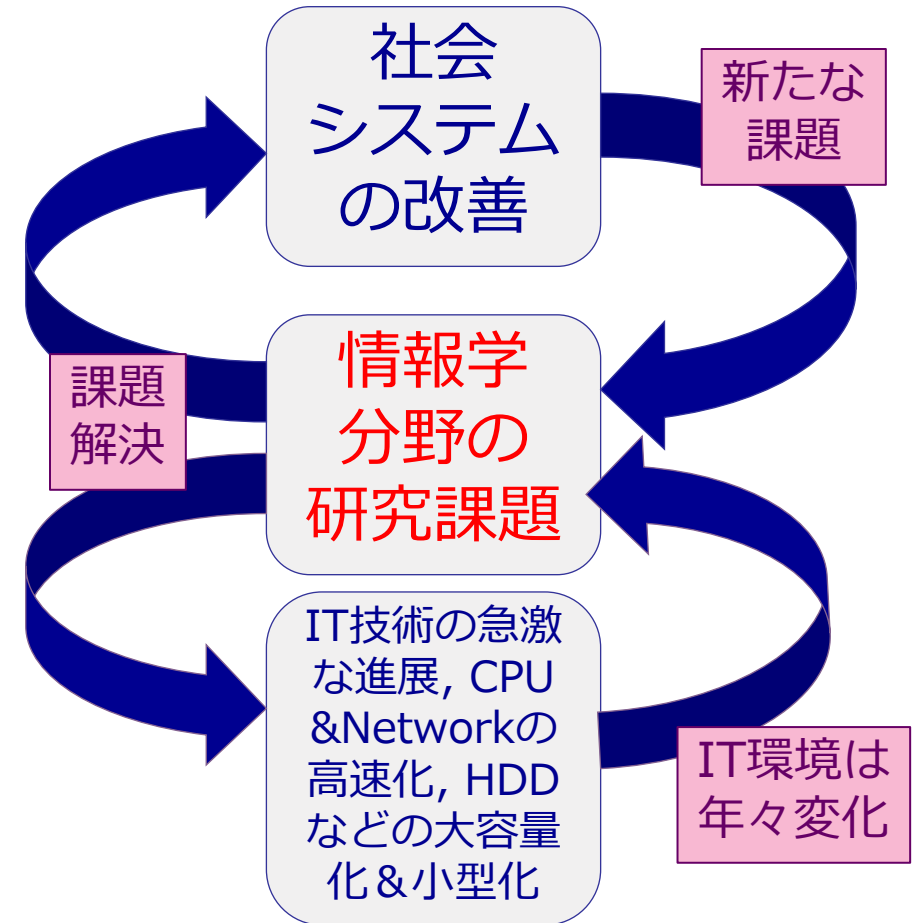 社会
システム
の改善
新たな
課題
情報学
分野の
研究課題
課題
解決
IT技術の急激
な進展, CPU
&Networkの
高速化, HDD
などの大容量
化＆小型化
IT環境は
年々変化